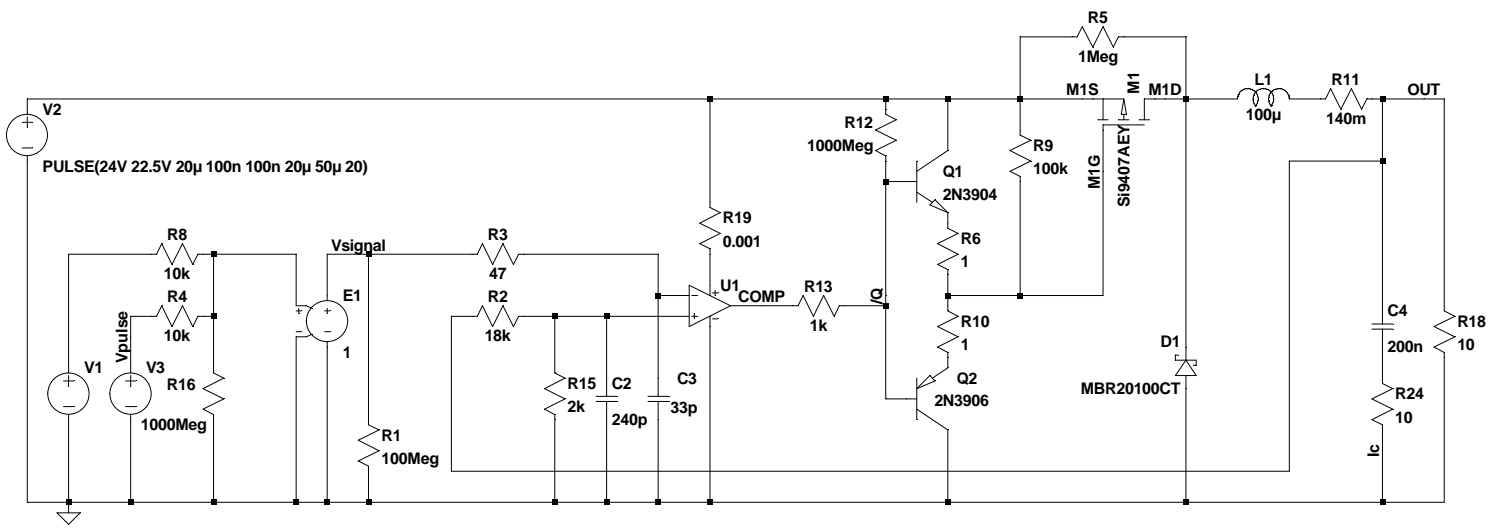 R5
1Meg
V2
PULSE(24V 22.5V 20µ 100n 100n 20µ 50µ 20)
M1S
M1
M1D
L1
100µ
R11
140m
OUT
R12
1000Meg
R9
100k
M1G
Si9407AEY
Q1
2N3904
R19
0.001
R6
1
R8
10k
Vsignal
R3
47
E1
1
U1
COMP
R13
1k
/Q
R4
10k
R2
18k
R10
1
C4
200n
R18
10
Vpulse
V1
V3
R16
1000Meg
R15
2k
C2
240p
C3
33p
Q2
2N3906
D1
MBR20100CT
R24
10
R1
100Meg
Ic